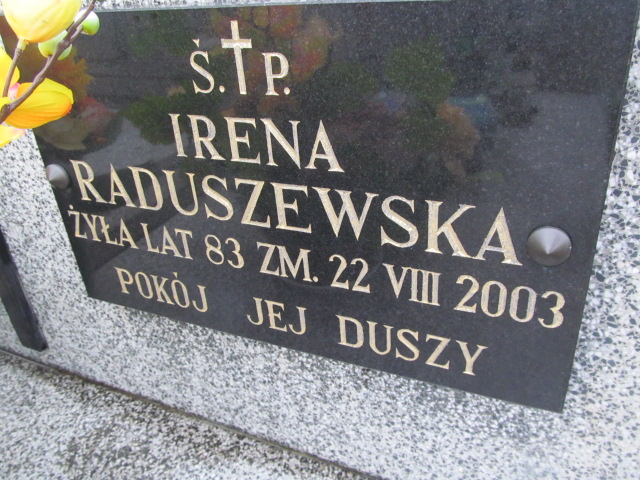 Ś.✝P.
IRENA
RADUSZEWSKA
ŻYŁA LAT 83 ZM. 22 VIII 2003
POKÓJ JEJ DUSZY